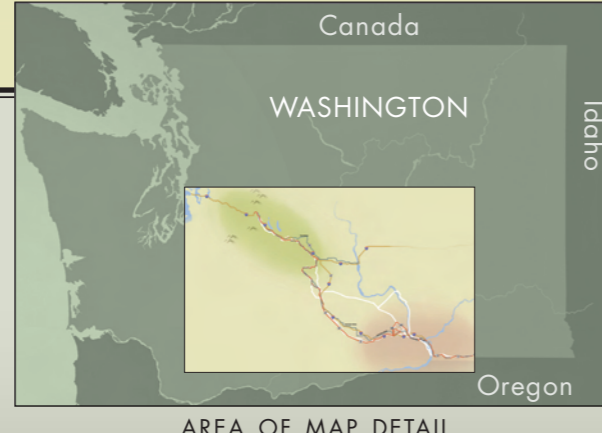 Canada
WASHINGTON
Idaho
Oregon
AREA OF MAP DETAIL